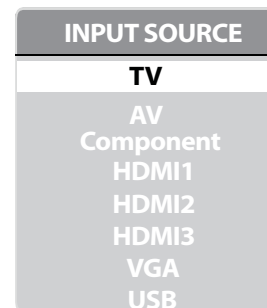 INPUT SOURCE
TV
AV
Component
HDMI1
HDMI2
HDMI3
VGA
USB